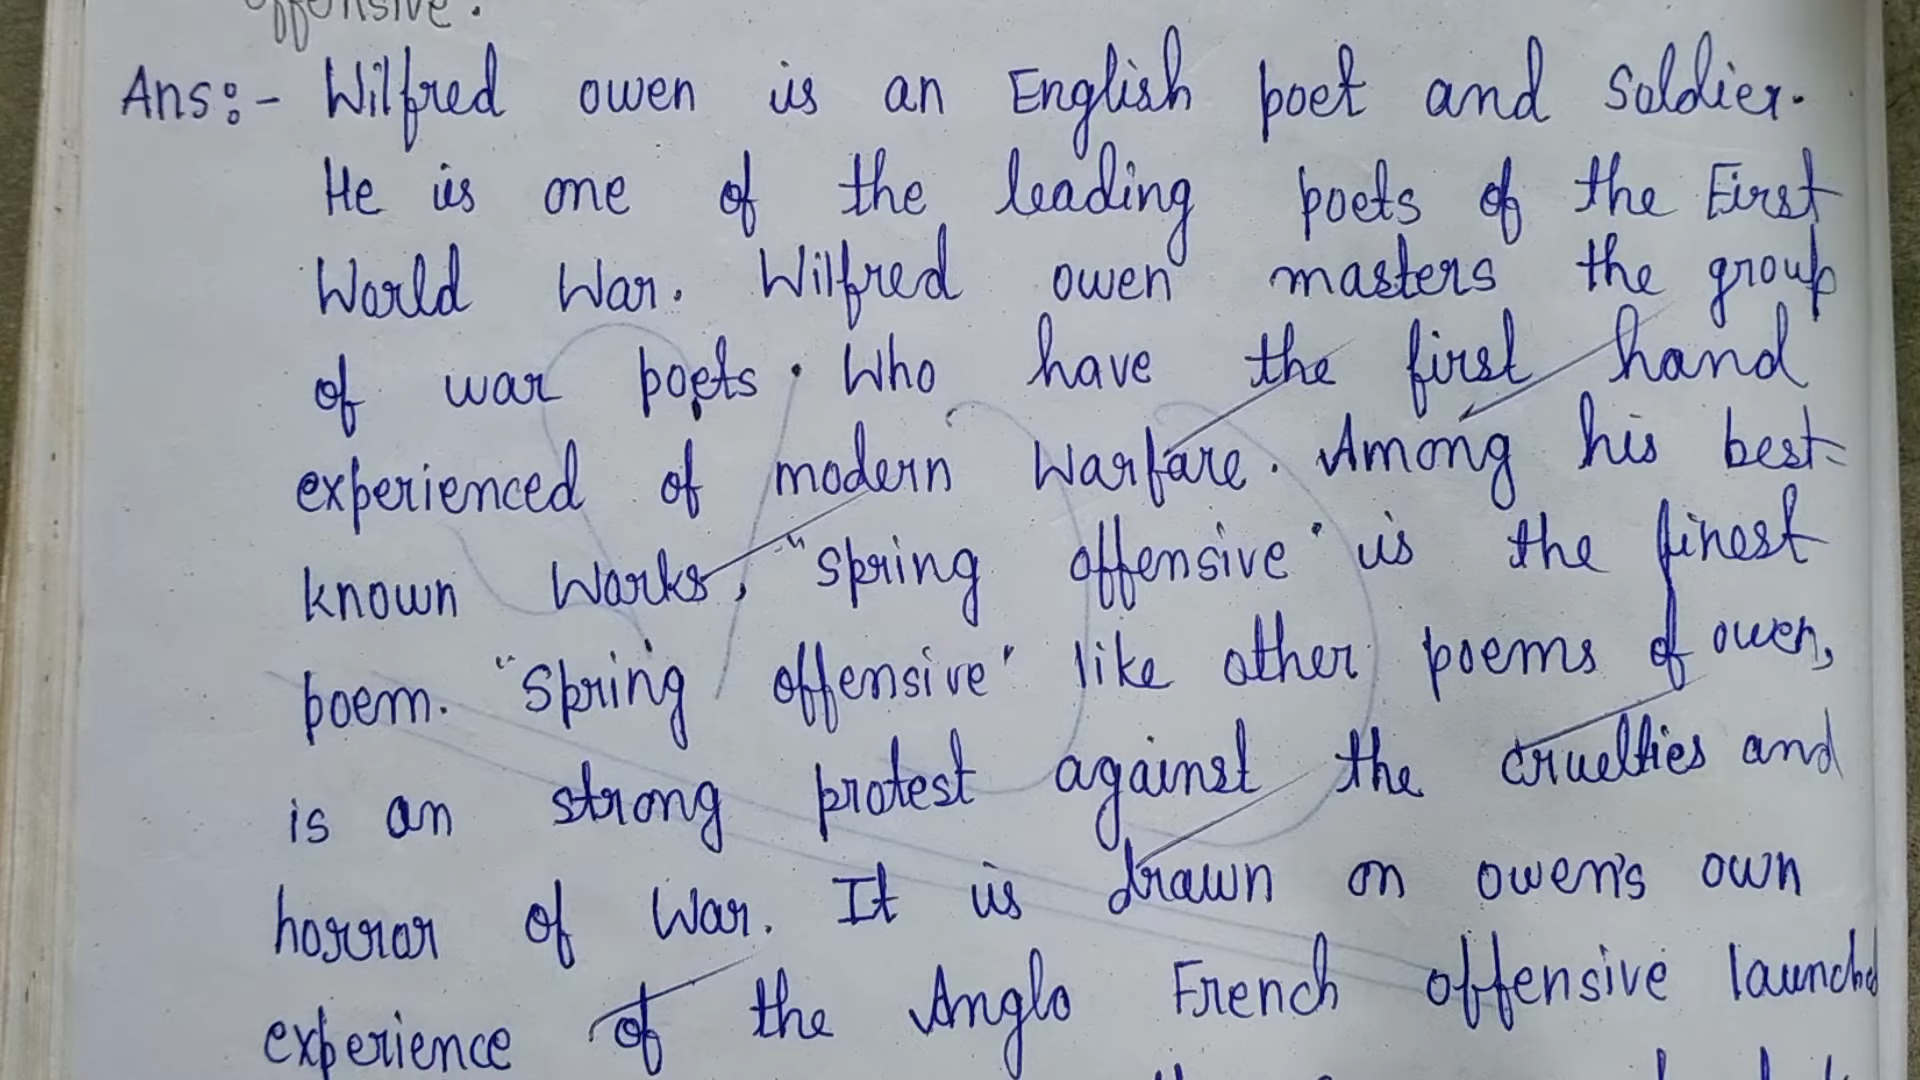 offensive.
Ans:- Wilfred owen is an English poet and Soldier.
He is one of the leading poets of the First
World War. Wilfred owen masters the group
of war poets. Who have the first hand
experienced of modern Warfare. Among his best-
known Works, "Spring offensive" is the finest
poem. "Spring offensive" like other poems of owen,
is an strong protest against the cruelties and
horror of War. It is drawn on owen's own
experience of the Anglo French offensive launched